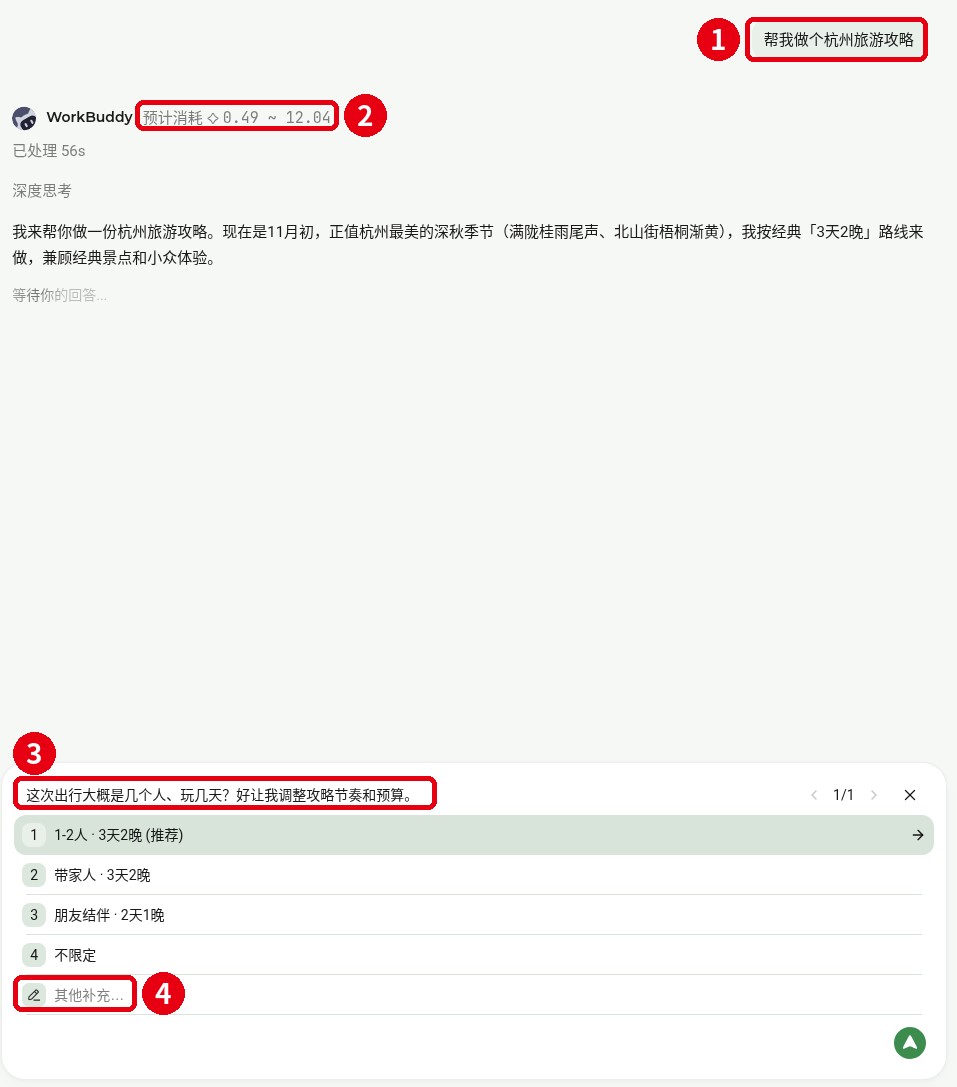 1 帮我做个杭州旅游攻略
WorkBuddy 预计消耗 0.49 ~ 12.04 2
已处理 56s
深度思考
我来帮你做一份杭州旅游攻略。现在是11月初，正值杭州最美的深秋季节（满陇桂雨尾声、北山街梧桐渐黄），我按经典「3天2晚」路线来
做，兼顾经典景点和小众体验。
等待你的回答...
3
这次出行大概是几个人、玩几天？好让我调整攻略节奏和预算。 1/1
1 1-2人 · 3天2晚 (推荐)
2 带家人 · 3天2晚
3 朋友结伴 · 2天1晚
4 不限定
其他补充... 4